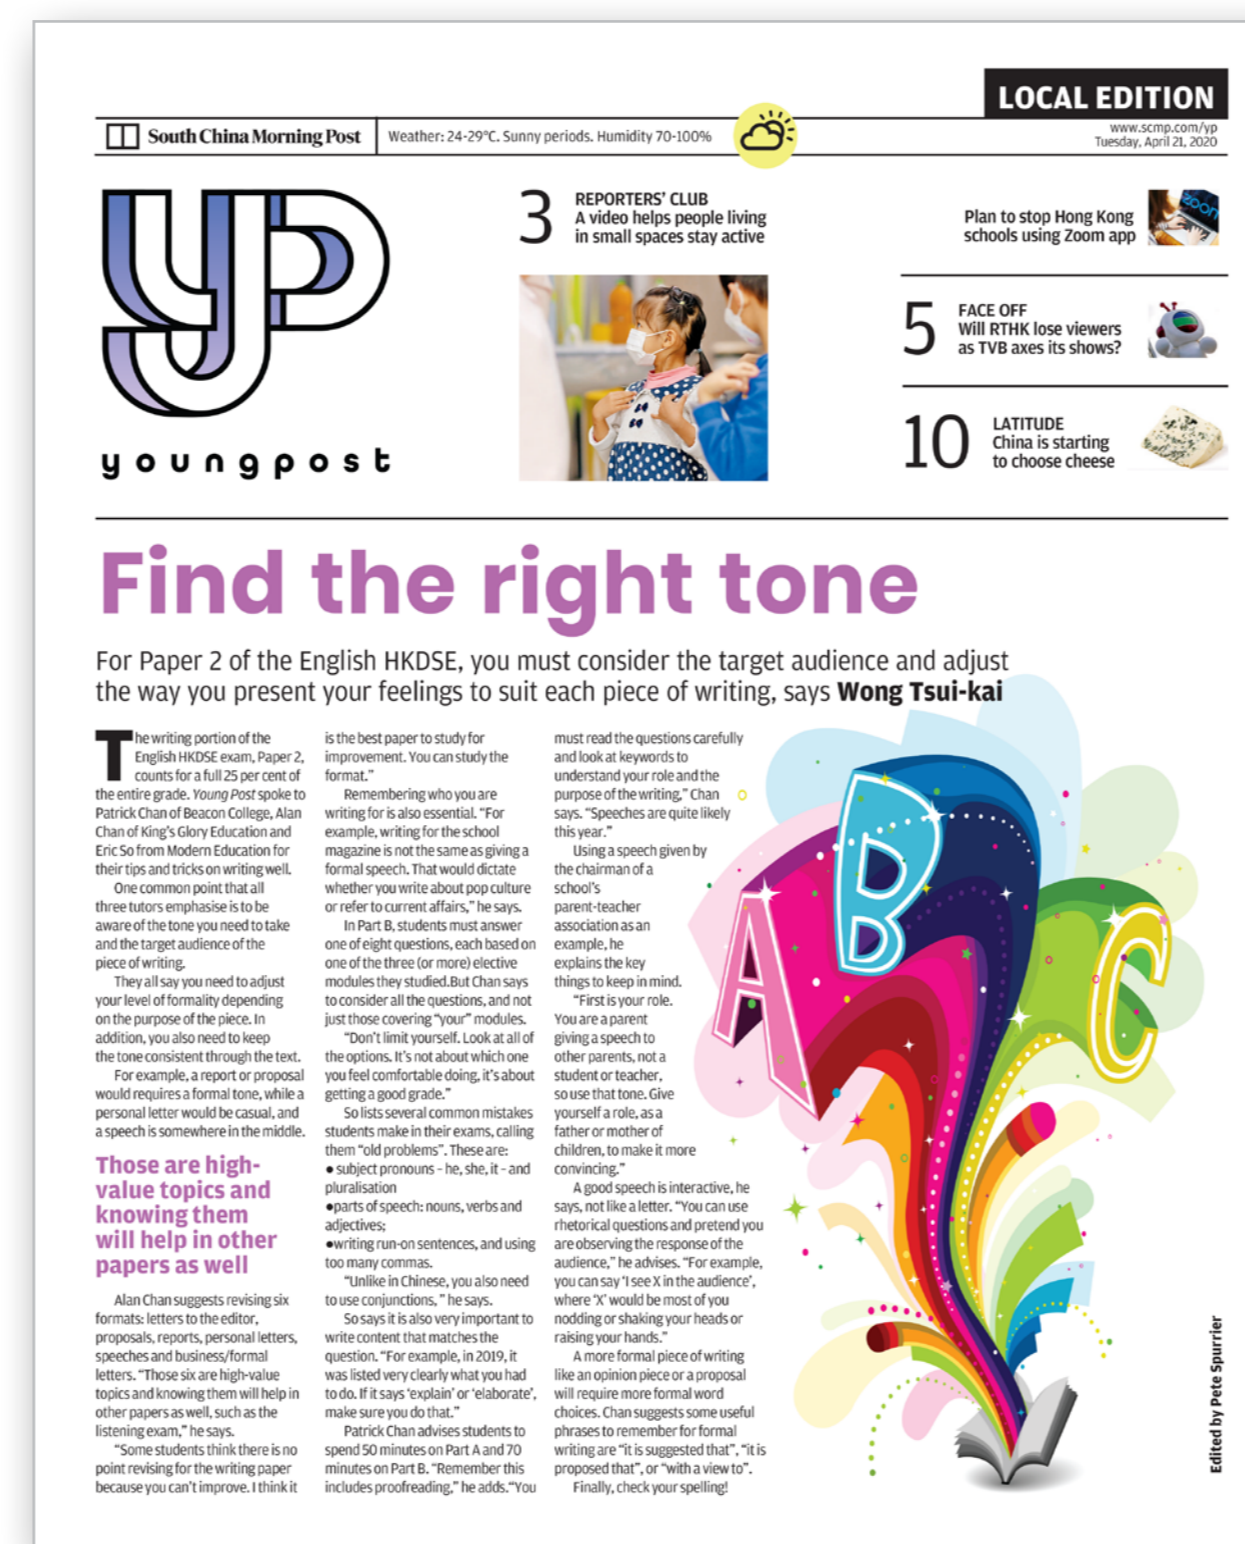 LOCAL EDITION
South China Morning Post
Weather: 24-29°C. Sunny periods. Humidity 70-100%
www.scmp.com/yp
Tuesday, April 21, 2020
youngpost
3
REPORTERS' CLUB
A video helps people living
in small spaces stay active
Plan to stop Hong Kong
schools using Zoom app
zoom
5
FACE OFF
Will RTHK lose viewers
as TVB axes its shows?
10
LATITUDE
China is starting
to choose cheese
Find the right tone
For Paper 2 of the English HKDSE, you must consider the target audience and adjust
the way you present your feelings to suit each piece of writing, says Wong Tsui-kai
The writing portion of the
English HKDSE exam, Paper 2,
counts for a full 25 per cent of
the entire grade. Young Post spoke to
Patrick Chan of Beacon College, Alan
Chan of King's Glory Education and
Eric So from Modern Education for
their tips and tricks on writing well.
One common point that all
three tutors emphasise is to be
aware of the tone you need to take
and the target audience of the
piece of writing.
They all say you need to adjust
your level of formality depending
on the purpose of the piece. In
addition, you also need to keep
the tone consistent through the text.
For example, a report or proposal
would requires a formal tone, while a
personal letter would be casual, and
a speech is somewhere in the middle.
Those are high-
value topics and
knowing them
will help in other
papers as well
Alan Chan suggests revising six
formats: letters to the editor,
proposals, reports, personal letters,
speeches and business/formal
letters. "Those six are high-value
topics and knowing them will help in
other papers as well, such as the
listening exam," he says.
"Some students think there is no
point revising for the writing paper
because you can't improve. I think it
is the best paper to study for
improvement. You can study the
format."
Remembering who you are
writing for is also essential. "For
example, writing for the school
magazine is not the same as giving a
formal speech. That would dictate
whether you write about pop culture
or refer to current affairs," he says.
In Part B, students must answer
one of eight questions, each based on
one of the three (or more) elective
modules they studied.But Chan says
to consider all the questions, and not
just those covering "your" modules.
"Don't limit yourself. Look at all of
the options. It's not about which one
you feel comfortable doing, it's about
getting a good grade."
So lists several common mistakes
students make in their exams, calling
them "old problems". These are:
● subject pronouns – he, she, it – and
pluralisation
●parts of speech: nouns, verbs and
adjectives;
●writing run-on sentences, and using
too many commas.
"Unlike in Chinese, you also need
to use conjunctions, " he says.
So says it is also very important to
write content that matches the
question. "For example, in 2019, it
was listed very clearly what you had
to do. If it says 'explain' or 'elaborate',
make sure you do that."
Patrick Chan advises students to
spend 50 minutes on Part A and 70
minutes on Part B. "Remember this
includes proofreading," he adds."You
must read the questions carefully
and look at keywords to
understand your role and the
purpose of the writing," Chan
says. "Speeches are quite likely
this year."
Using a speech given by
the chairman of a
school's
parent-teacher
association as an
example, he
explains the key
things to keep in mind.
"First is your role.
You are a parent
giving a speech to
other parents, not a
student or teacher,
so use that tone. Give
yourself a role, as a
father or mother of
children, to make it more
convincing."
A good speech is interactive, he
says, not like a letter. "You can use
rhetorical questions and pretend you
are observing the response of the
audience," he advises. "For example,
you can say 'I see X in the audience',
where 'X' would be most of you
nodding or shaking your heads or
raising your hands."
A more formal piece of writing
like an opinion piece or a proposal
will require more formal word
choices. Chan suggests some useful
phrases to remember for formal
writing are "it is suggested that", "it is
proposed that", or "with a view to".
Finally, check your spelling!
A B C
Edited by Pete Spurrier